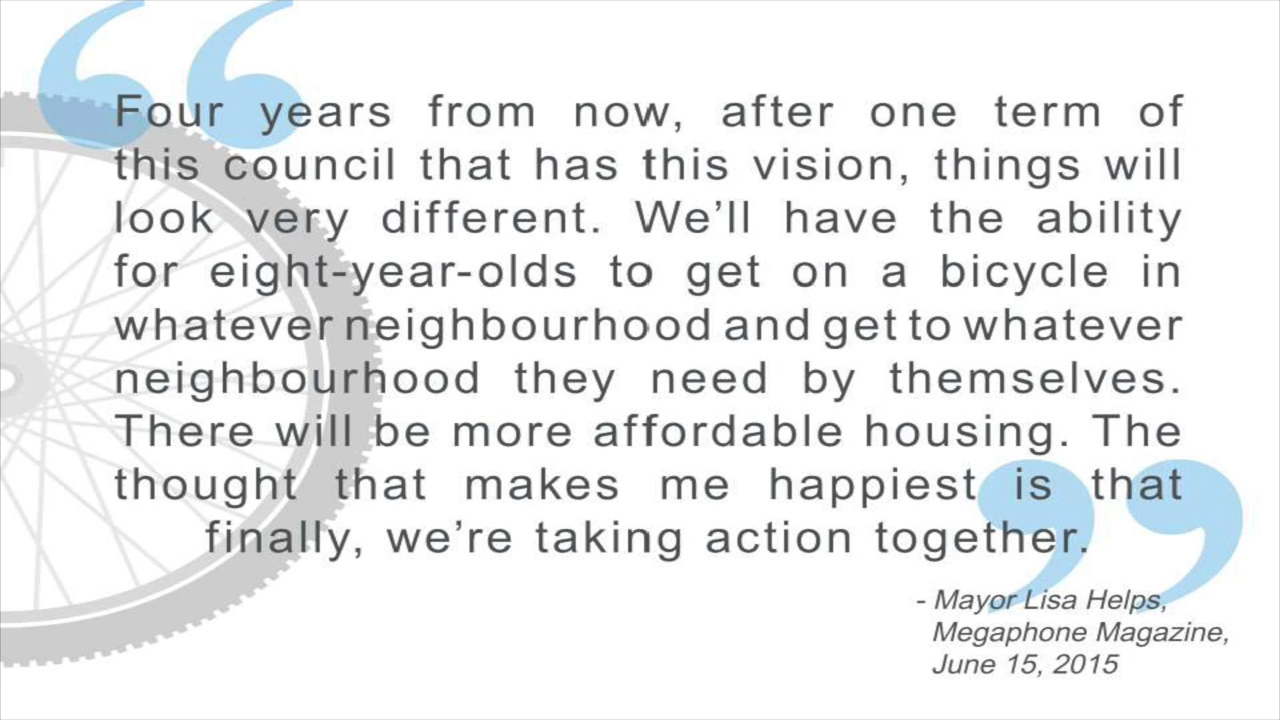 Four years from now, after one term of
this council that has this vision, things will
look very different. We’ll have the ability
for eight-year-olds to get on a bicycle in
whatever neighbourhood and get to whatever
neighbourhood they need by themselves.
There will be more affordable housing. The
thought that makes me happiest is that
finally, we’re taking action together.
- Mayor Lisa Helps,
Megaphone Magazine,
June 15, 2015